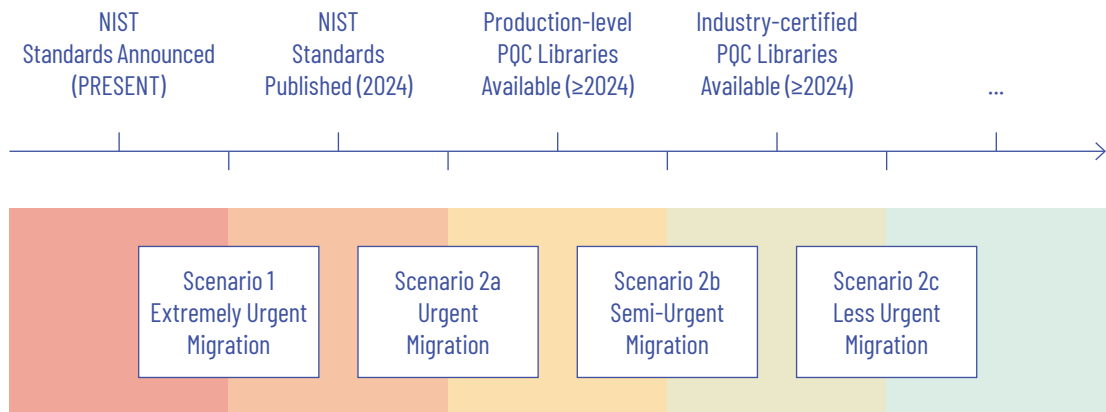 NIST
Standards Announced
(PRESENT)
NIST
Standards
Published (2024)
Production-level
PQC Libraries
Available (≥2024)
Industry-certified
PQC Libraries
Available (≥2024)
...
Scenario 1
Extremely Urgent
Migration
Scenario 2a
Urgent
Migration
Scenario 2b
Semi-Urgent
Migration
Scenario 2c
Less Urgent
Migration